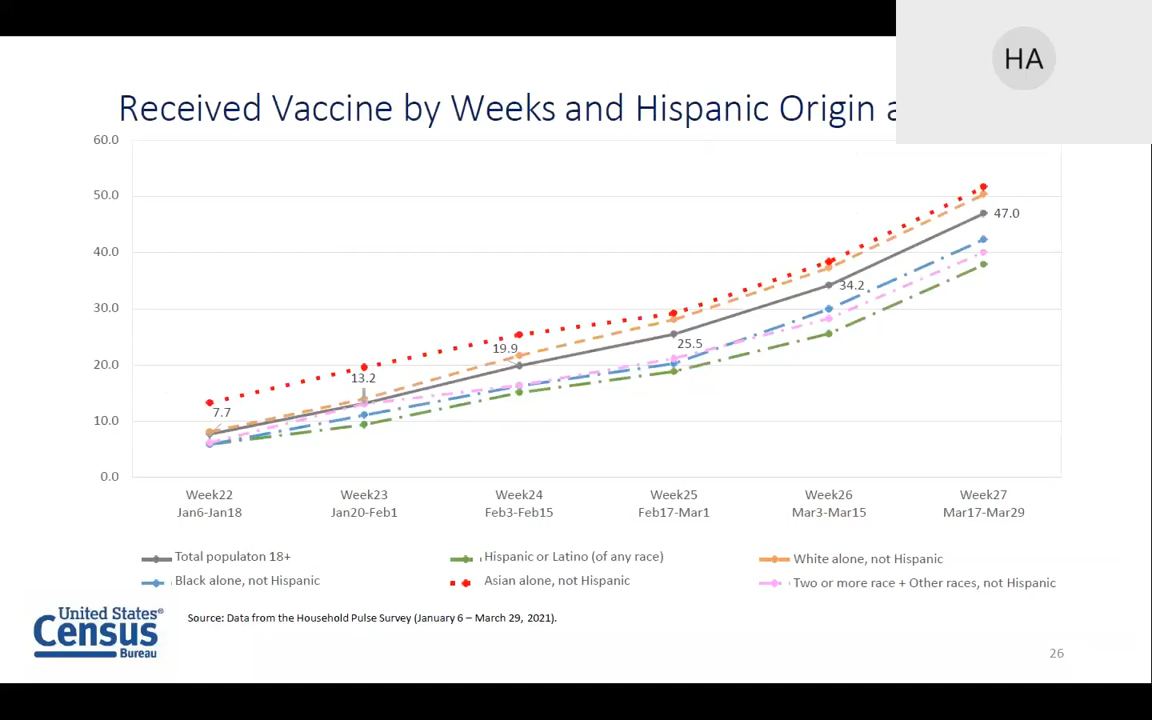 HA
Received Vaccine by Weeks and Hispanic Origin
60.0
50.0
40.0
30.0
20.0
10.0
0.0
7.7
13.2
19.9
25.5
34.2
47.0
Week22 Week23 Week24 Week25 Week26 Week27
Jan6-Jan18 Jan20-Feb1 Feb3-Feb15 Feb17-Mar1 Mar3-Mar15 Mar17-Mar29
Total populaton 18+ Hispanic or Latino (of any race) White alone, not Hispanic
Black alone, not Hispanic Asian alone, not Hispanic Two or more race + Other races, not Hispanic
United States®
Census
Bureau
Source: Data from the Household Pulse Survey (January 6 – March 29, 2021).
26